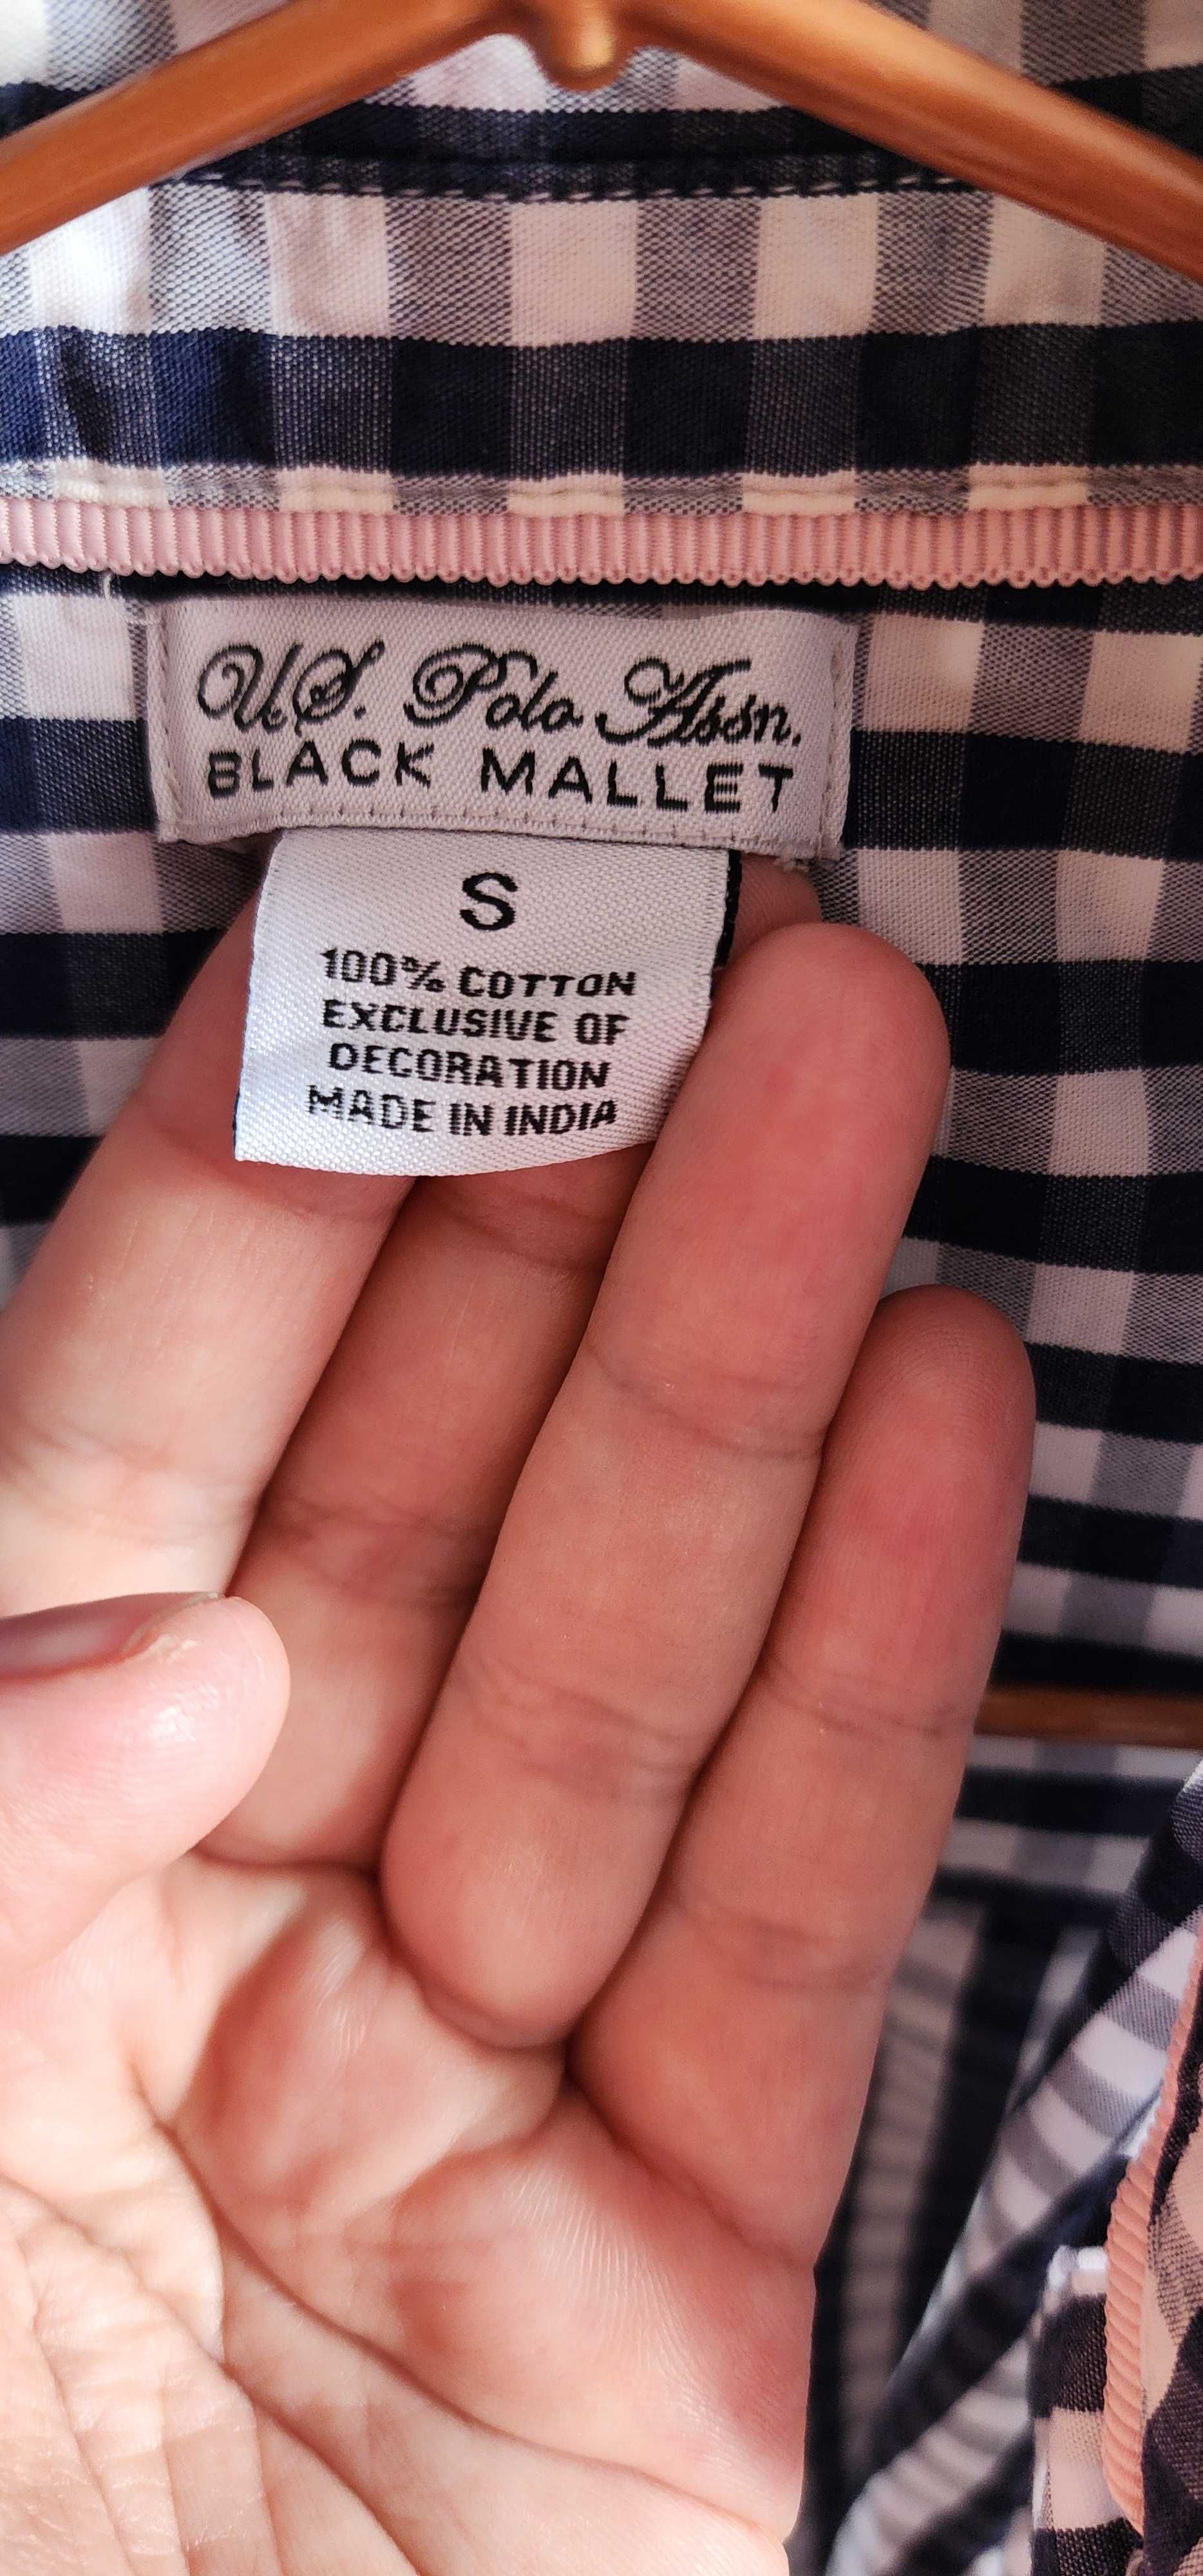 U.S. Polo Assn.
BLACK MALLET
S
100% COTTON
EXCLUSIVE OF
DECORATION
MADE IN INDIA